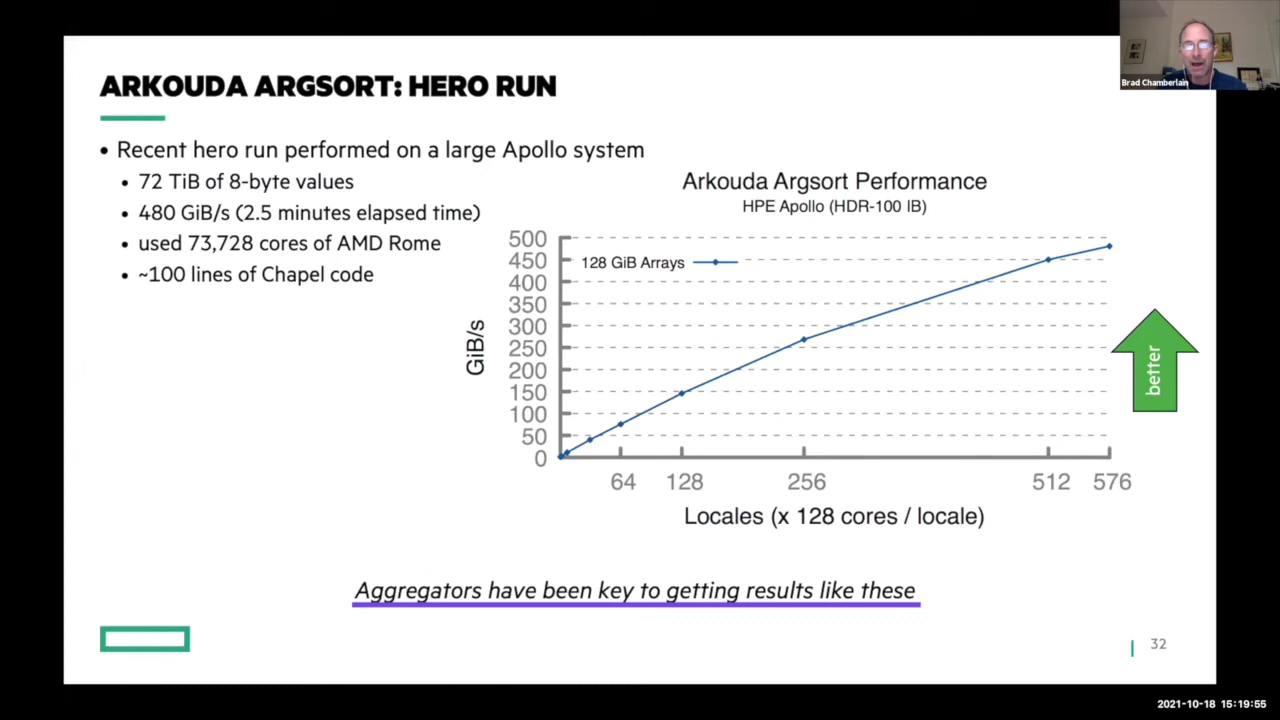 Brad Chamberlain
ARKOUDA ARGSORT: HERO RUN
• Recent hero run performed on a large Apollo system
• 72 TiB of 8-byte values
• 480 GiB/s (2.5 minutes elapsed time)
• used 73,728 cores of AMD Rome
• ~100 lines of Chapel code
Arkouda Argsort Performance
HPE Apollo (HDR-100 IB)
128 GiB Arrays
500
450
400
350
300
250
200
150
100
50
0
GiB/s
64 128 256 512 576
Locales (x 128 cores / locale)
better
Aggregators have been key to getting results like these
32
2021-10-18 15:19:55